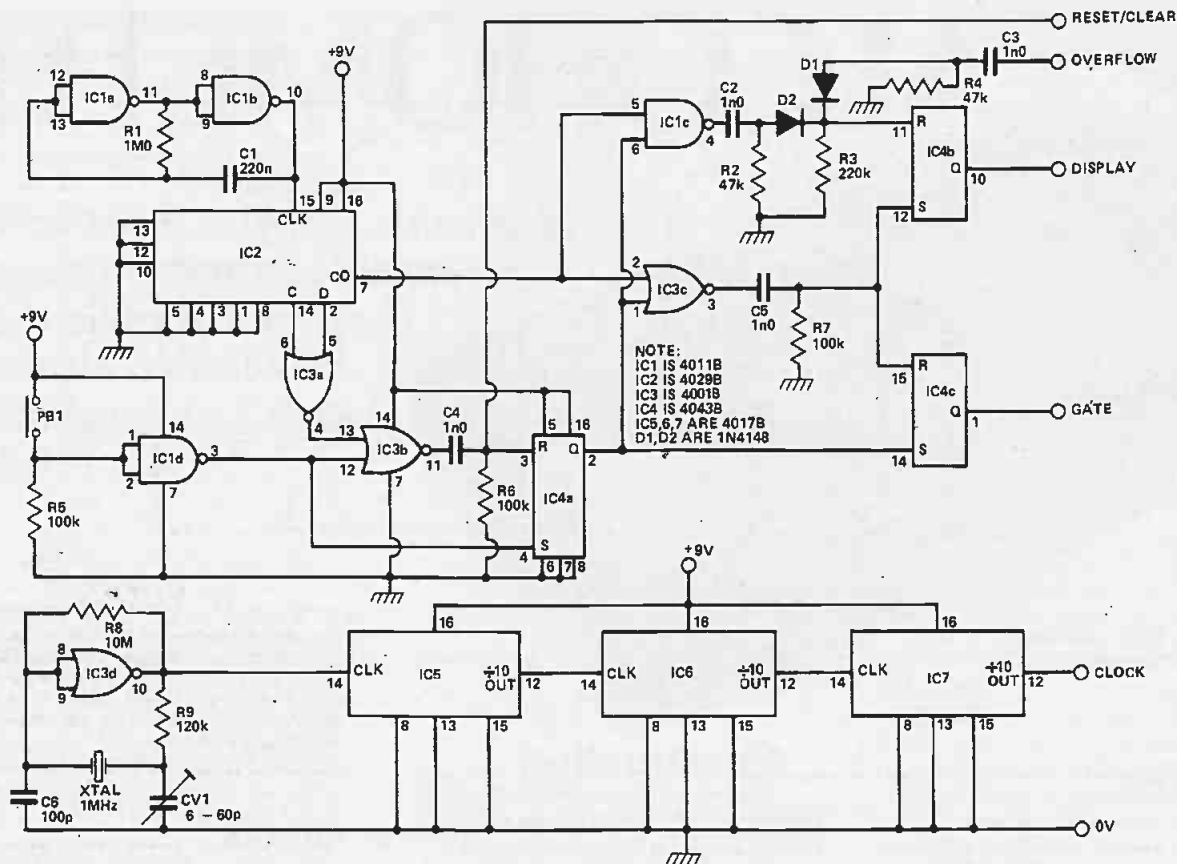 RESET/CLEAR
C3
1n0
OVERFLOW
D1
R4
47k
+9V
12
13
IC1a
11
8
9
IC1b
10
R1
1M0
C1
220n
5
6
IC1c
4
C2
1n0
D2
R2
47k
R3
220k
11
R
IC4b
Q
10
DISPLAY
S
12
15
9
16
CLK
13
12
10
IC2
CO
7
C
D
5
4
3
1
8
14
2
2
1
IC3c
3
C5
1n0
R7
100k
+9V
PB1
6
5
IC3a
4
14
13
12
IC3b
11
7
C4
1n0
NOTE:
IC1 IS 4011B
IC2 IS 4029B
IC3 IS 4001B
IC4 IS 4043B
IC5,6,7 ARE 4017B
D1,D2 ARE 1N4148
15
R
IC4c
Q
1
GATE
S
14
14
1
2
IC1d
3
7
R5
100k
R6
100k
5
16
3
R
Q
2
IC4a
S
4
6
7
8
+9V
R8
10M
8
9
IC3d
10
R9
120k
XTAL
1MHz
C6
100p
CV1
6 – 60p
16
14
CLK
IC5
÷10
OUT
12
8
13
15
16
14
CLK
IC6
÷10
OUT
12
8
13
15
16
14
CLK
IC7
÷10
OUT
12
8
13
15
CLOCK
0V